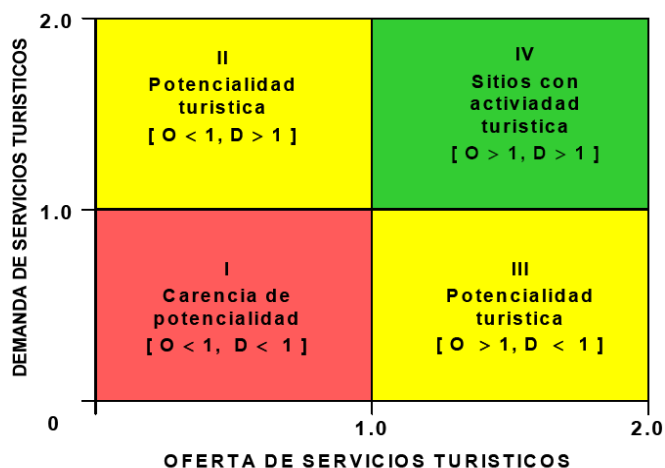 2.0
DEMANDA DE SERVICIOS TURISTICOS
II
Potencialidad
turistica
[ O < 1, D > 1 ]
IV
Sitios con
activiadad
turistica
[ O > 1, D > 1 ]
1.0
I
Carencia de
potencialidad
[ O < 1, D < 1 ]
III
Potencialidad
turistica
[ O > 1, D < 1 ]
0
1.0
2.0
OFERTA DE SERVICIOS TURISTICOS